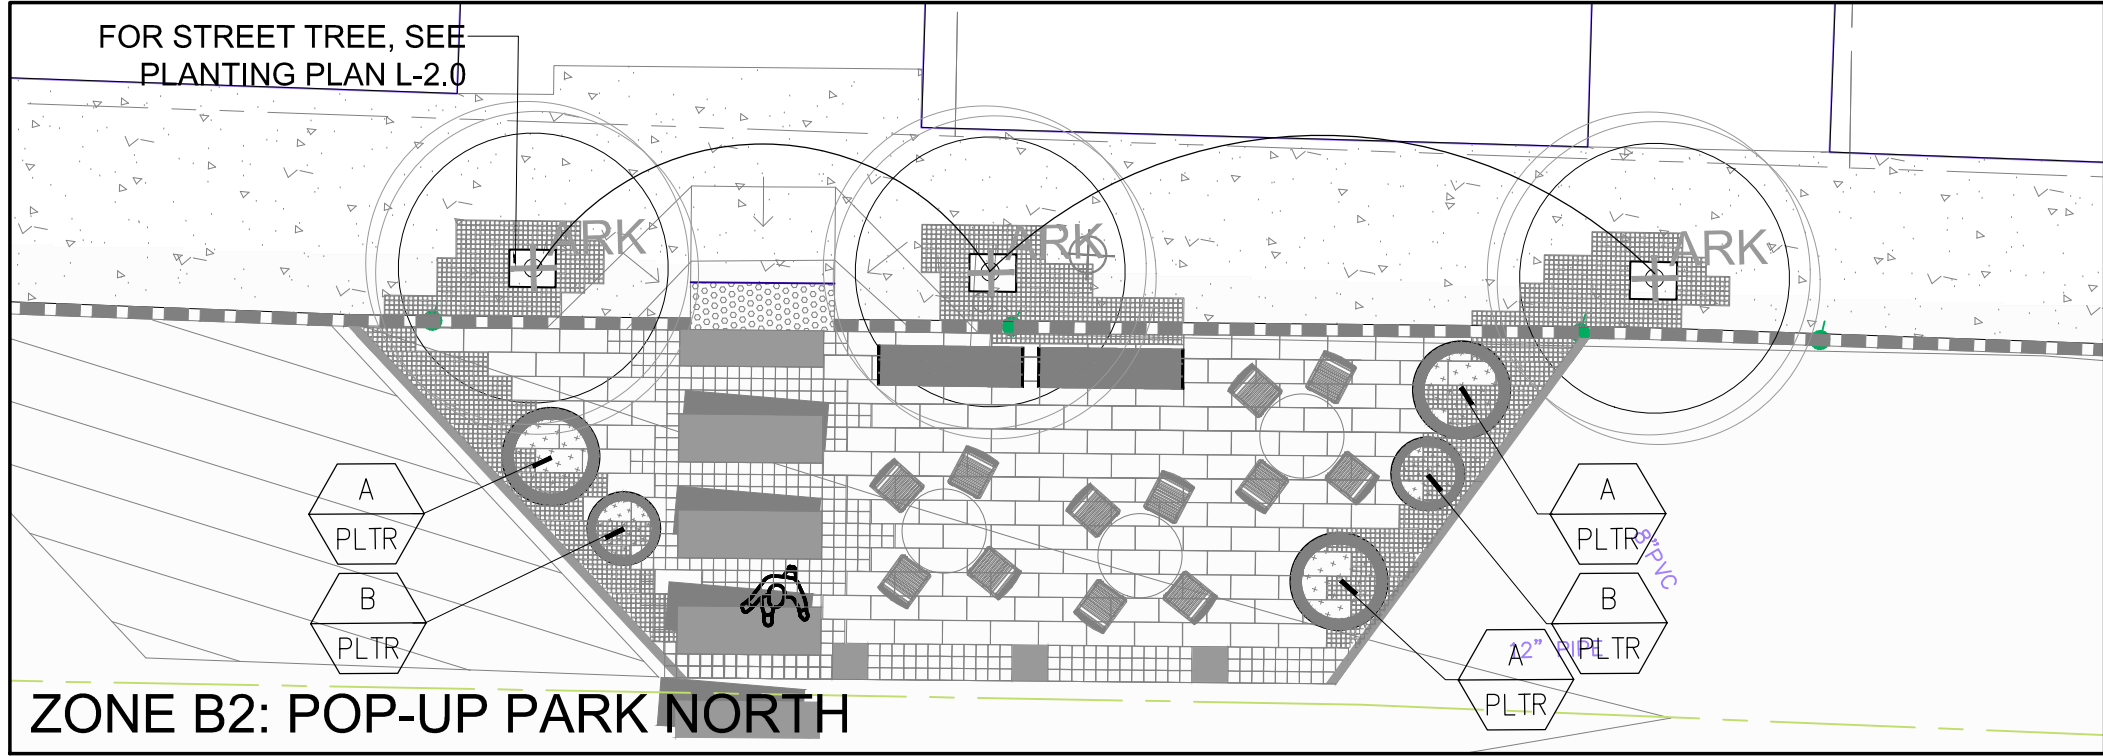 FOR STREET TREE, SEE
PLANTING PLAN L-2.0
ARK
ARK
ARK
A
PLTR
B
PLTR
A
PLTR
8"PVC
B
PLTR
12" PIPE
A
PLTR
ZONE B2: POP-UP PARK NORTH